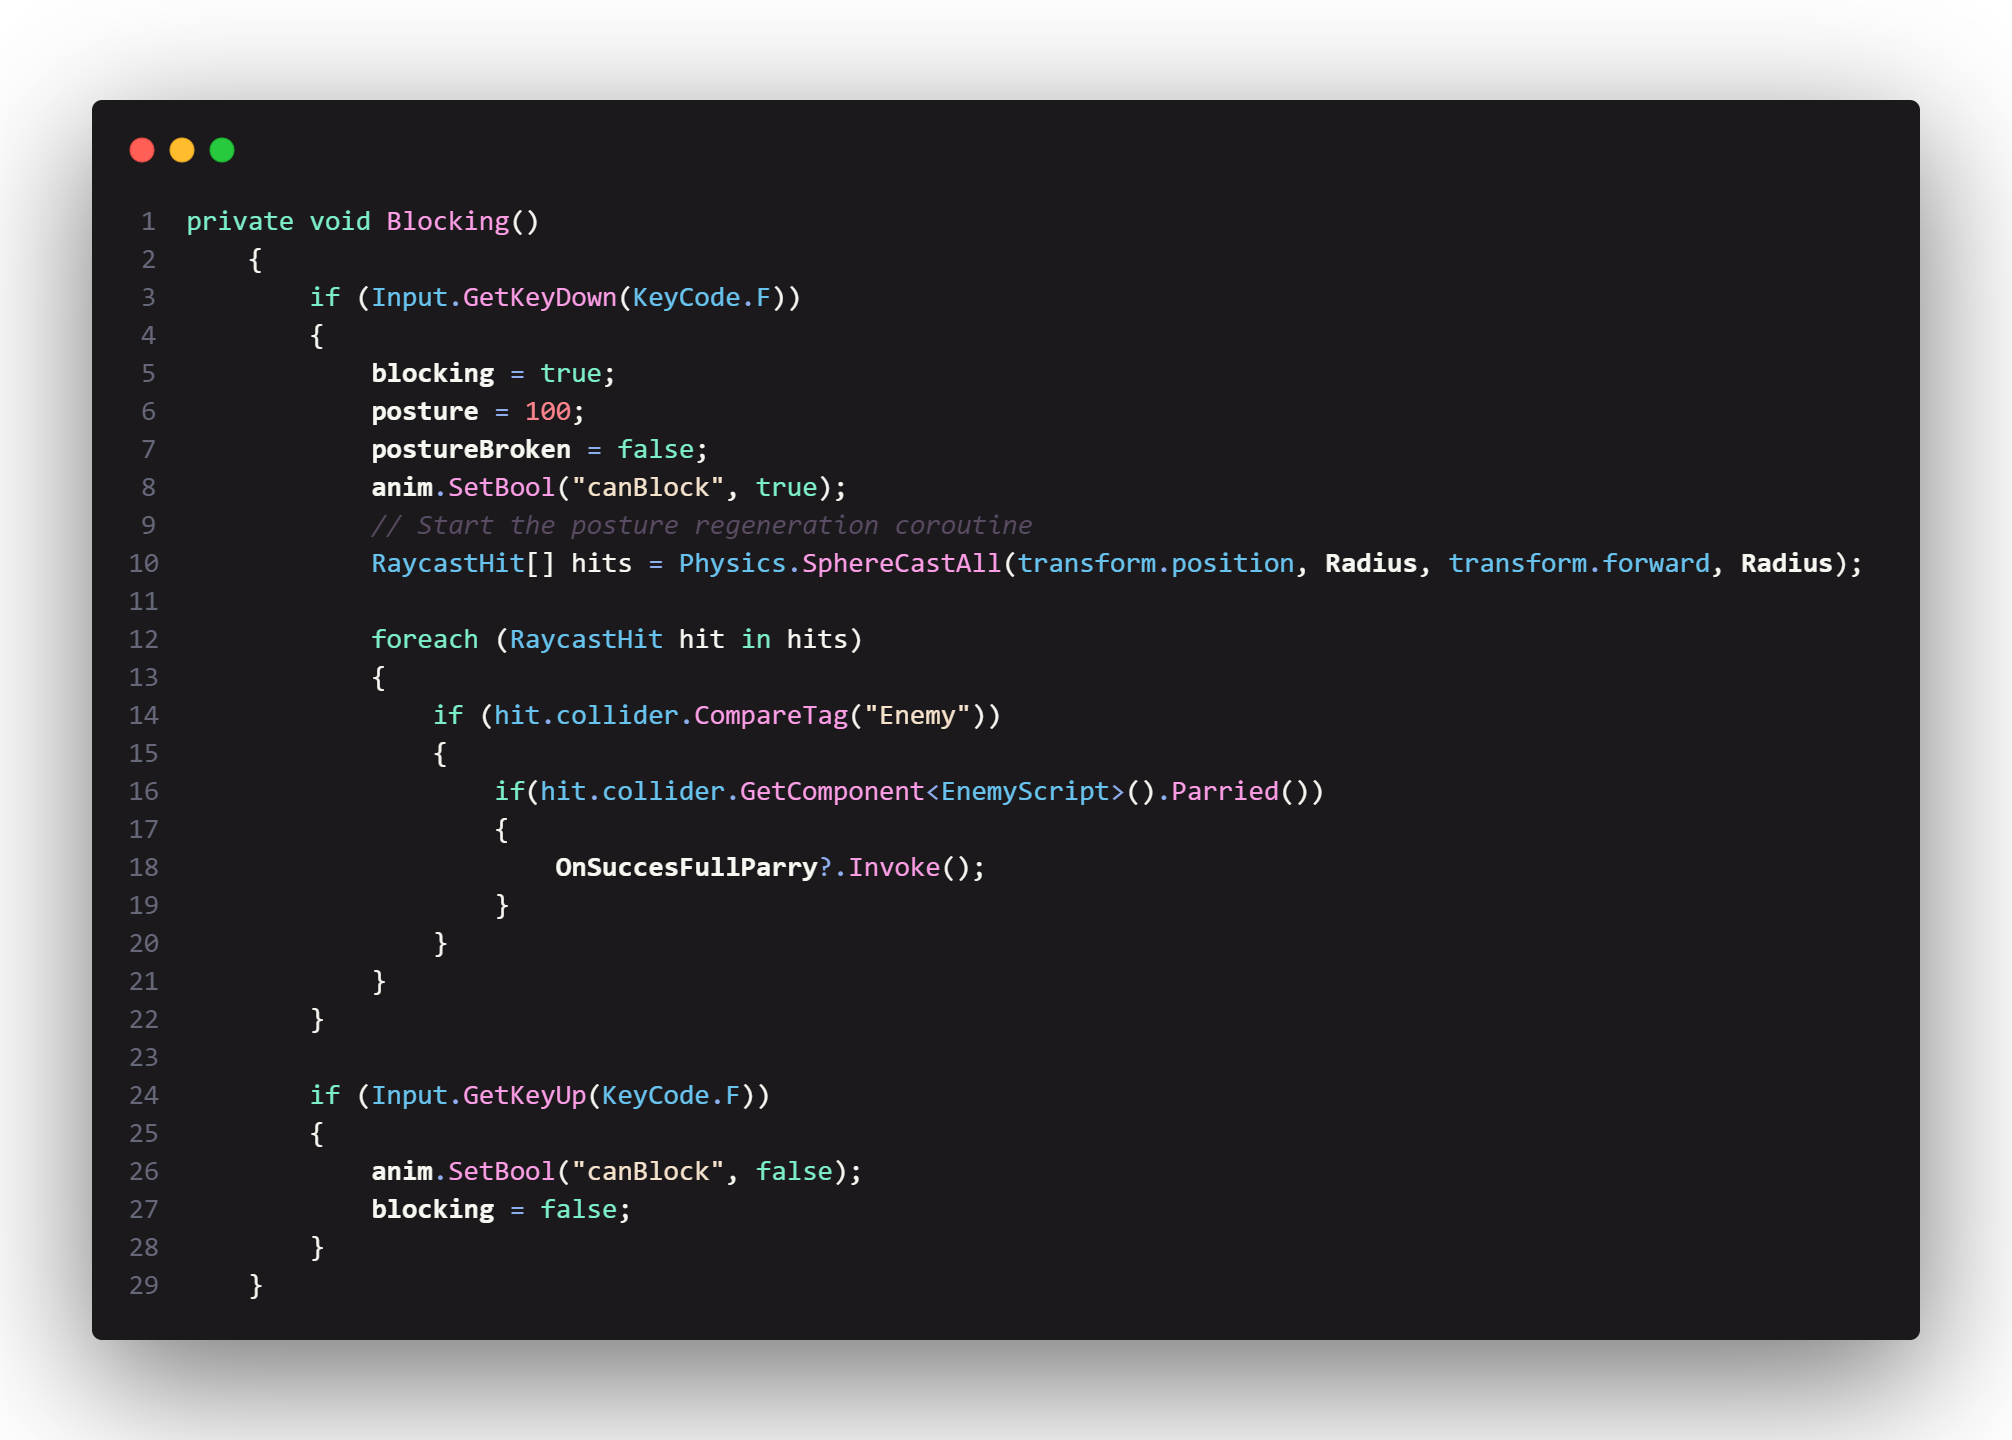 1 private void Blocking()
2     {
3         if (Input.GetKeyDown(KeyCode.F))
4         {
5             blocking = true;
6             posture = 100;
7             postureBroken = false;
8             anim.SetBool("canBlock", true);
9             // Start the posture regeneration coroutine
10             RaycastHit[] hits = Physics.SphereCastAll(transform.position, Radius, transform.forward, Radius);
11
12             foreach (RaycastHit hit in hits)
13             {
14                 if (hit.collider.CompareTag("Enemy"))
15                 {
16                     if(hit.collider.GetComponent<EnemyScript>().Parried())
17                     {
18                         OnSuccesFullParry?.Invoke();
19                     }
20                 }
21             }
22         }
23
24         if (Input.GetKeyUp(KeyCode.F))
25         {
26             anim.SetBool("canBlock", false);
27             blocking = false;
28         }
29     }